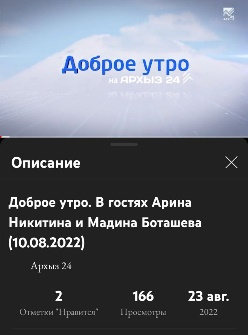 Доброе утро
на АРХЫЗ 24
Описание
Доброе утро. В гостях Арина
Никитина и Мадина Боташева
(10.08.2022)
Архыз 24
2
166
23 авг.
Отметки "Нравится"
Просмотры
2022